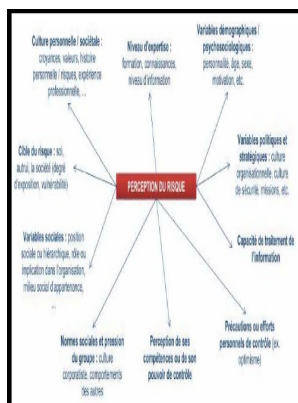 Culture personnelle / sociétale :
croyances, valeurs, histoire
personnelle / risques, expérience
professionnelle, ...
Niveau d'expertise :
formation, connaissances,
niveau d'information
Variables démographiques /
psychosociologiques :
personnalité, âge, sexe,
motivation, etc.
Cible du risque : soi,
autrui, la société (degré
d'exposition, vulnérabilité)
PERCEPTION DU RISQUE
Variables politiques et
stratégiques : culture
organisationnelle, culture
de sécurité, missions, etc.
Variables sociales : position
sociale ou hiérarchique, rôle ou
implication dans l'organisation,
milieu social d'appartenance,
...
Capacité de traitement de
l'information
Normes sociales et pression
du groupe : culture
corporatiste, comportements
des autres
Perception de ses
compétences ou de son
pouvoir de contrôle
Précautions ou efforts
personnels de contrôle (ex.
optimisme)